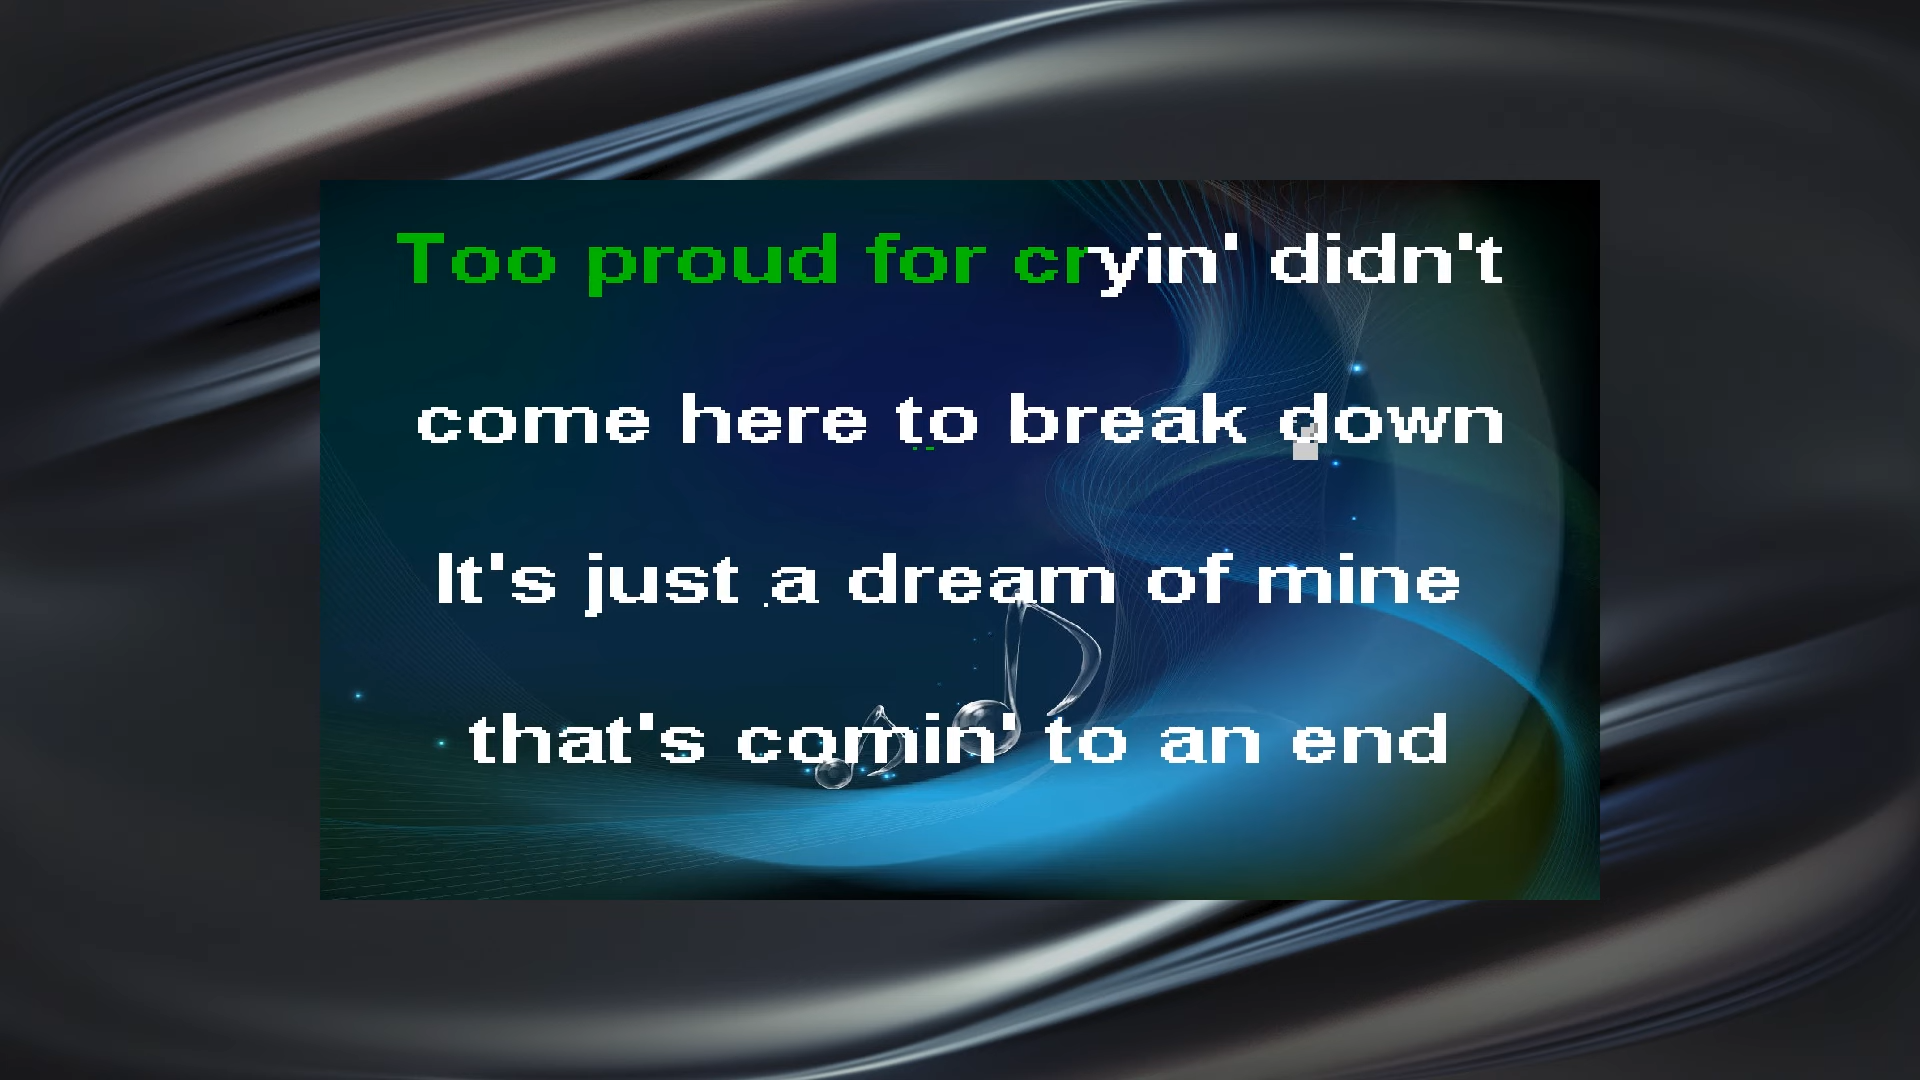 Too proud for cryin' didn't
come here to break down
It's just a dream of mine
that's comin' to an end